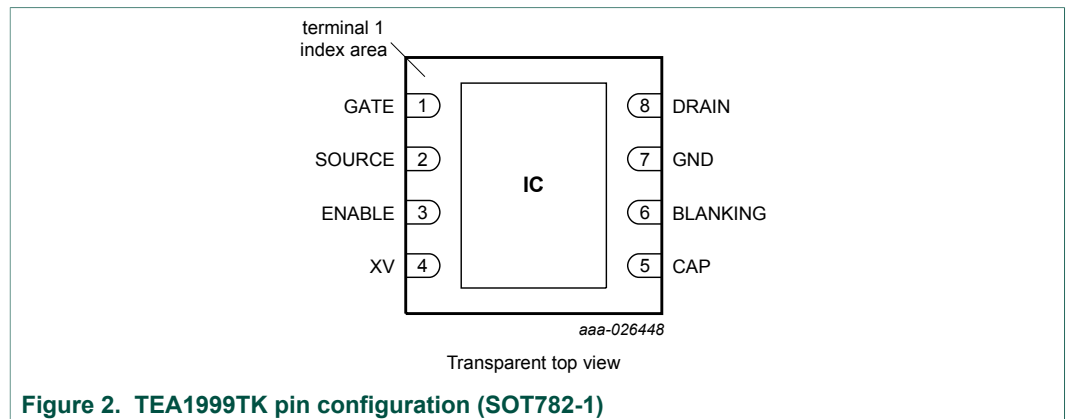 terminal 1
index area
GATE 1
8 DRAIN
SOURCE 2
7 GND
IC
ENABLE 3
6 BLANKING
XV 4
5 CAP
aaa-026448
Transparent top view
Figure 2. TEA1999TK pin configuration (SOT782-1)